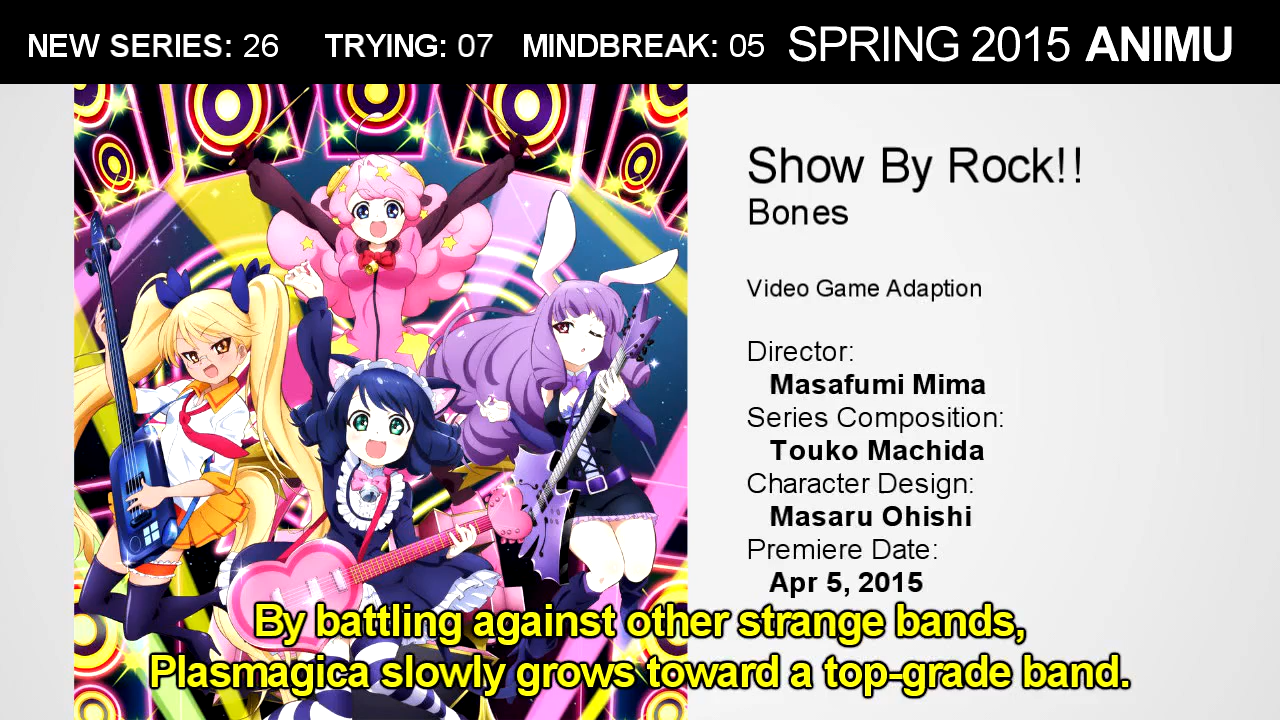 NEW SERIES: 26 TRYING: 07 MINDBREAK: 05 SPRING 2015 ANIMU
Show By Rock!!
Bones
Video Game Adaption
Director:
Masafumi Mima
Series Composition:
Touko Machida
Character Design:
Masaru Ohishi
Premiere Date:
Apr 5, 2015
By battling against other strange bands,
Plasmagica slowly grows toward a top-grade band.